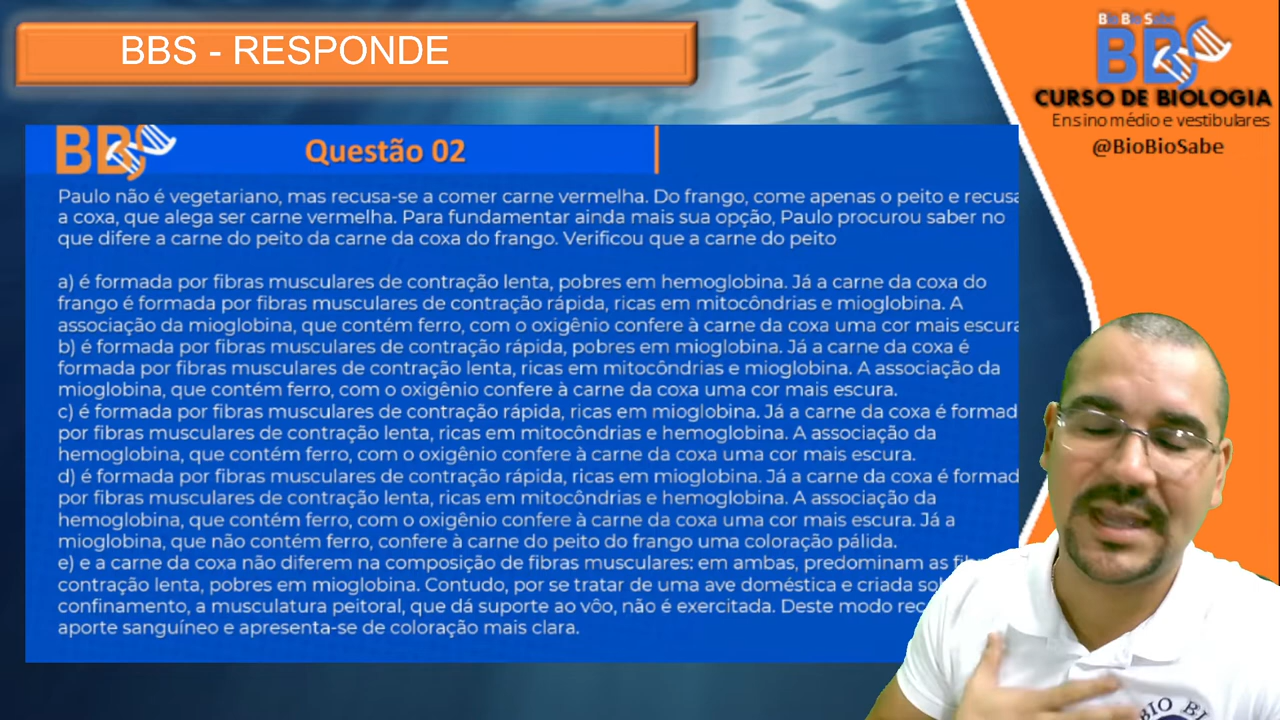 BBS - RESPONDE
Bio Bio Sabe
BBS
CURSO DE BIOLOGIA
Ensino médio e vestibulares
@BioBioSabe
BBS
Questão 02
Paulo não é vegetariano, mas recusa-se a comer carne vermelha. Do frango, come apenas o peito e recusa
a coxa, que alega ser carne vermelha. Para fundamentar ainda mais sua opção, Paulo procurou saber no
que difere a carne do peito da carne da coxa do frango. Verificou que a carne do peito
a) é formada por fibras musculares de contração lenta, pobres em hemoglobina. Já a carne da coxa do
frango é formada por fibras musculares de contração rápida, ricas em mitocôndrias e mioglobina. A
associação da mioglobina, que contém ferro, com o oxigênio confere à carne da coxa uma cor mais escura
b) é formada por fibras musculares de contração rápida, pobres em mioglobina. Já a carne da coxa é
formada por fibras musculares de contração lenta, ricas em mitocôndrias e mioglobina. A associação da
mioglobina, que contém ferro, com o oxigênio confere à carne da coxa uma cor mais escura.
c) é formada por fibras musculares de contração rápida, ricas em mioglobina. Já a carne da coxa é formad
por fibras musculares de contração lenta, ricas em mitocôndrias e hemoglobina. A associação da
hemoglobina, que contém ferro, com o oxigênio confere à carne da coxa uma cor mais escura.
d) é formada por fibras musculares de contração rápida, ricas em mioglobina. Já a carne da coxa é formad
por fibras musculares de contração lenta, ricas em mitocôndrias e hemoglobina. A associação da
hemoglobina, que contém ferro, com o oxigênio confere à carne da coxa uma cor mais escura. Já a
mioglobina, que não contém ferro, confere à carne do peito do frango uma coloração pálida.
e) e a carne da coxa não diferem na composição de fibras musculares: em ambas, predominam as
contração lenta, pobres em mioglobina. Contudo, por se tratar de uma ave doméstica e criada
confinamento, a musculatura peitoral, que dá suporte ao vôo, não é exercitada. Deste modo
aporte sanguíneo e apresenta-se de coloração mais clara.
BIO